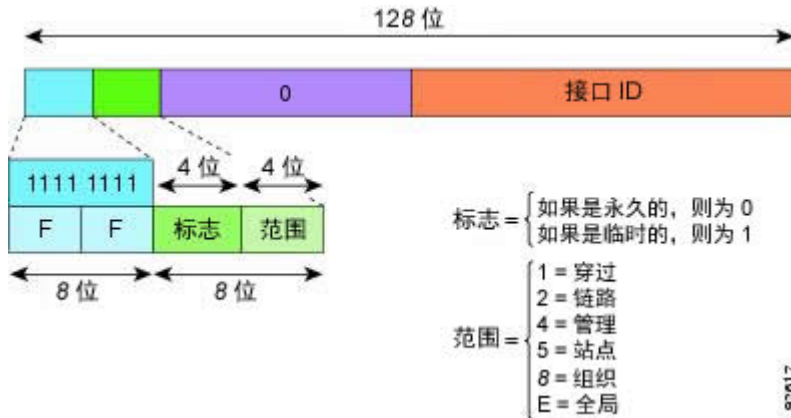 128 位
0
接口 ID
4 位
4 位
1111 1111
F
F
标志
范围
8 位
8 位
标志 =
如果是永久的，则为 0
如果是临时的，则为 1
范围 =
1 = 穿过
2 = 链路
4 = 管理
5 = 站点
8 = 组织
E = 全局